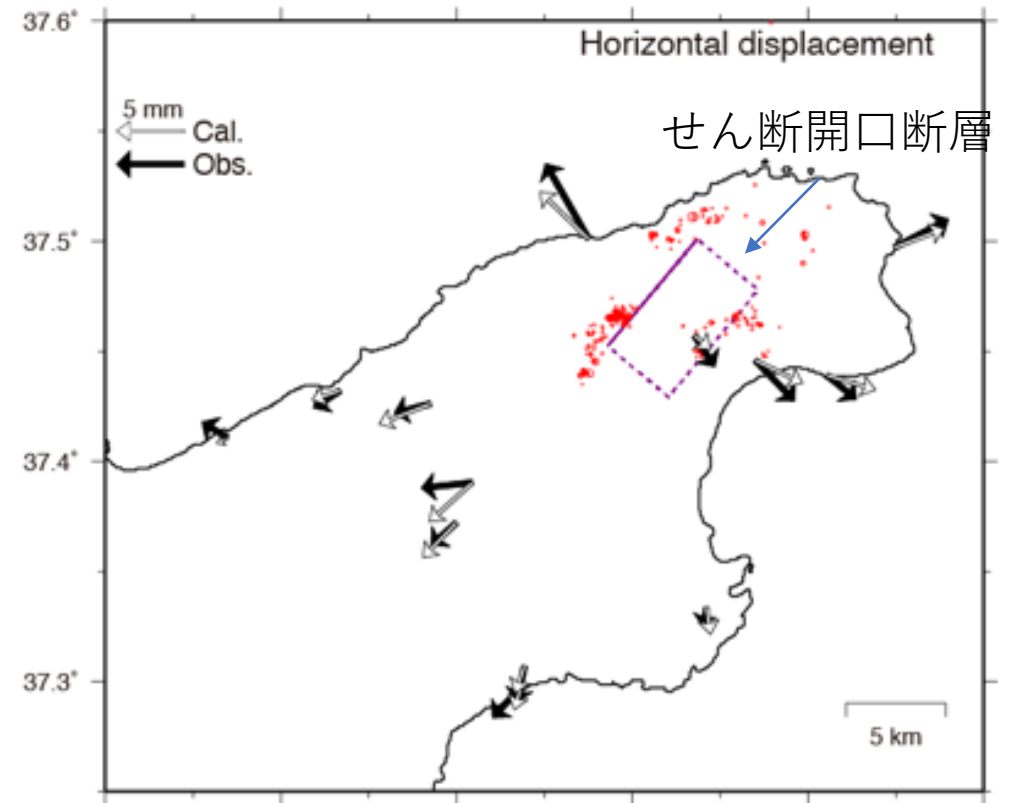 37.6°
Horizontal displacement
5 mm
Cal.
Obs.
せん断開口断層
37.5°
37.4°
37.3°
5 km